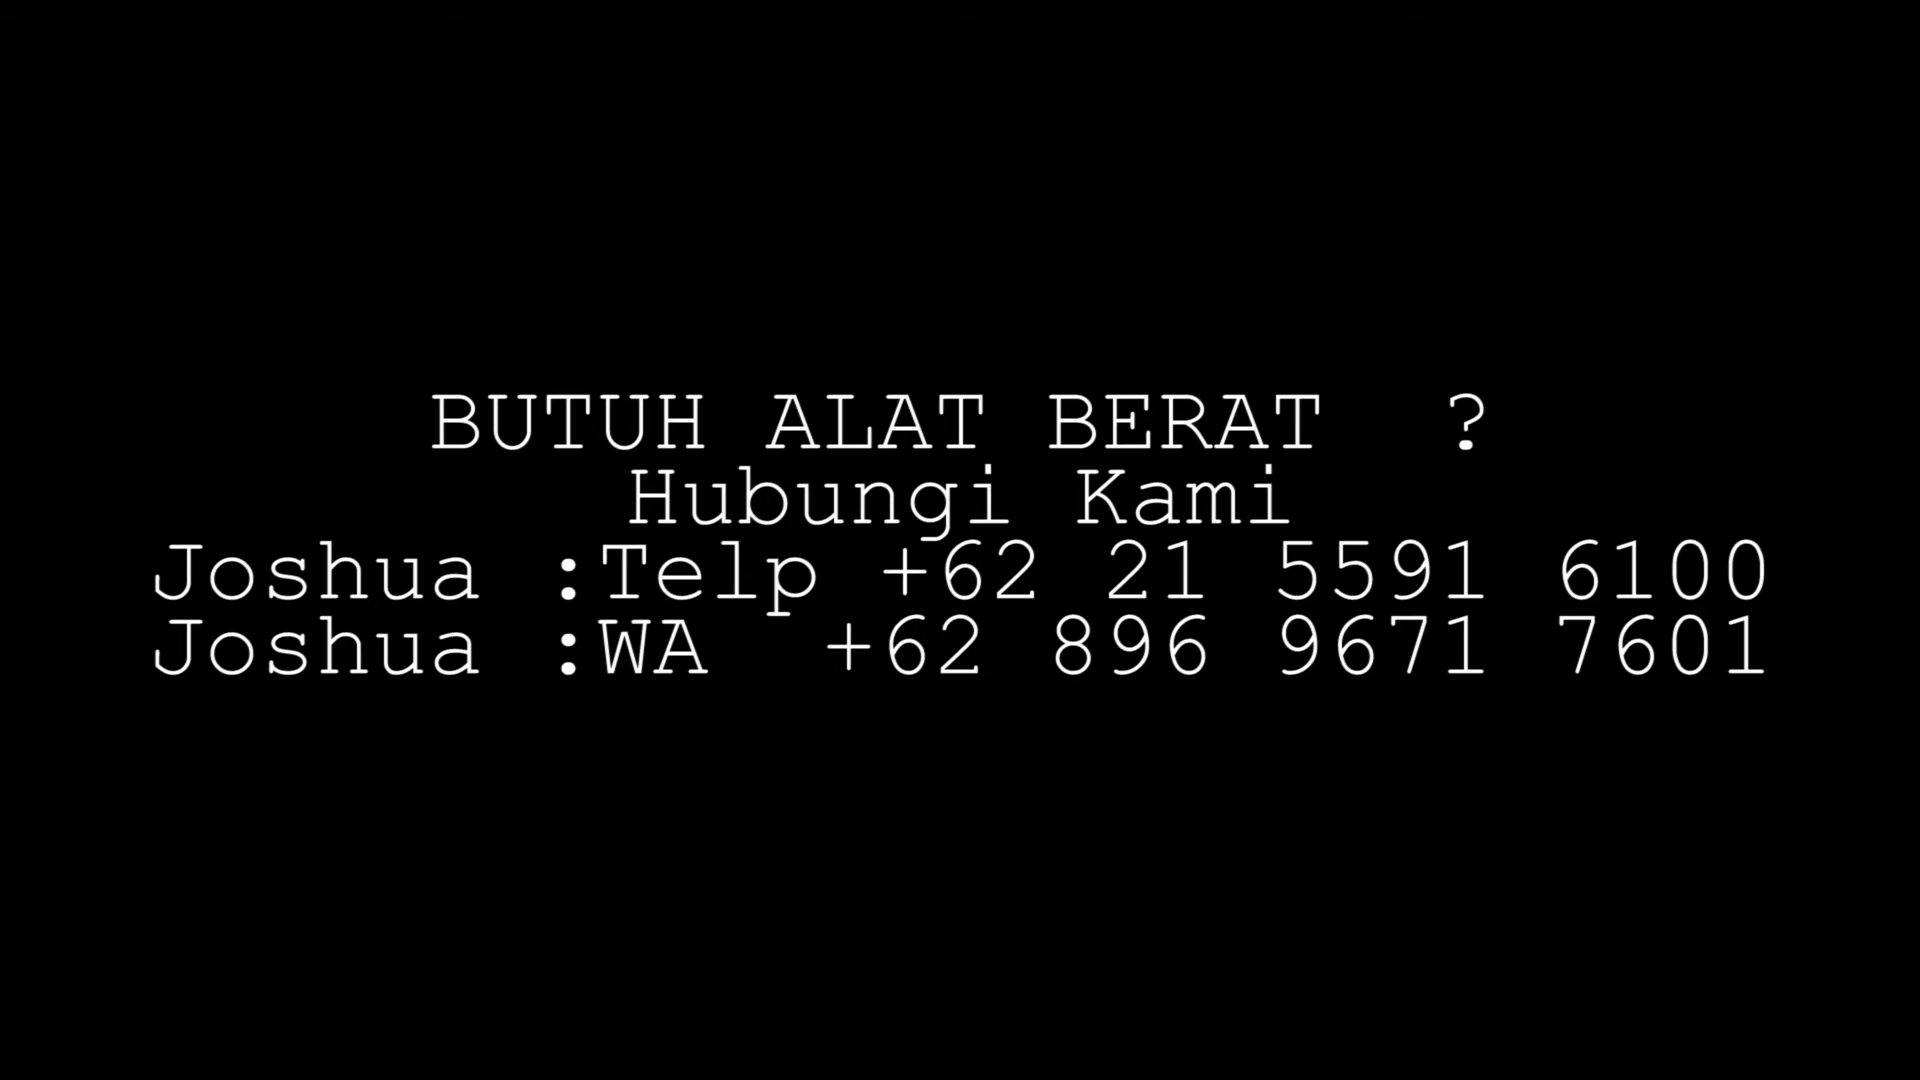 BUTUH ALAT BERAT  ?
Hubungi Kami
Joshua :Telp +62 21 5591 6100
Joshua :WA  +62 896 9671 7601